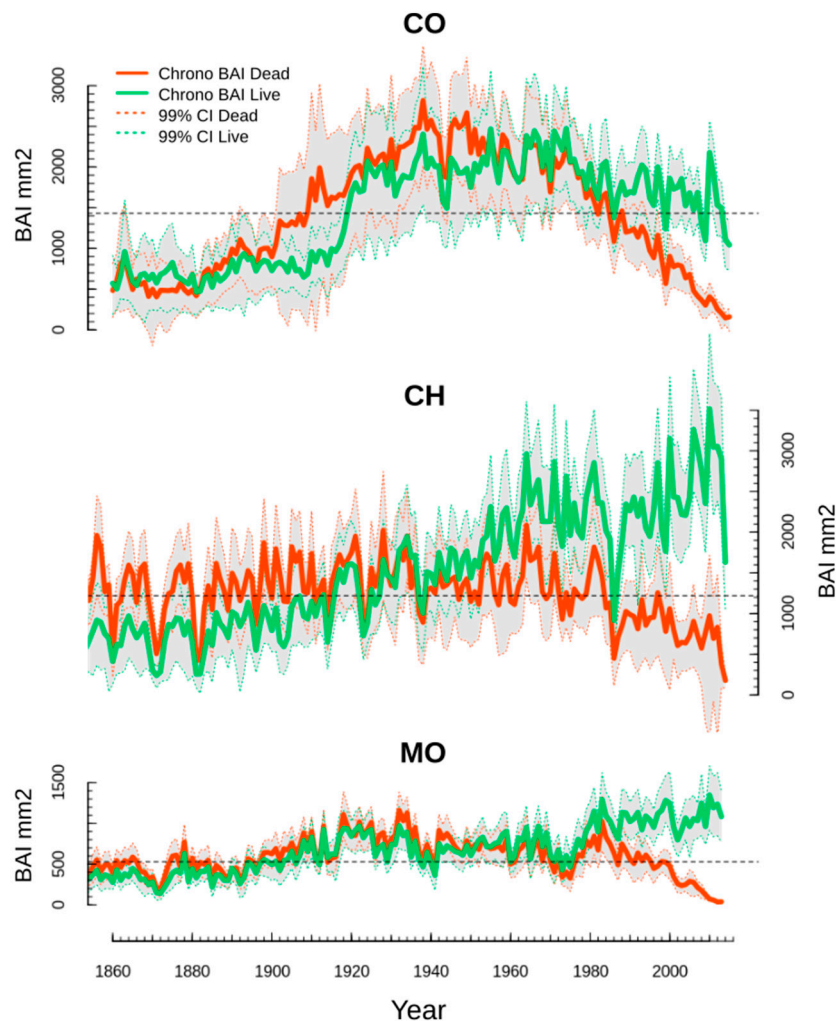 CO
Chrono BAI Dead
Chrono BAI Live
99% CI Dead
99% CI Live
BAI mm2
3000
2000
1000
0
CH
BAI mm2
3000
2000
1000
0
MO
BAI mm2
1500
500
0
1860 1880 1900 1920 1940 1960 1980 2000
Year